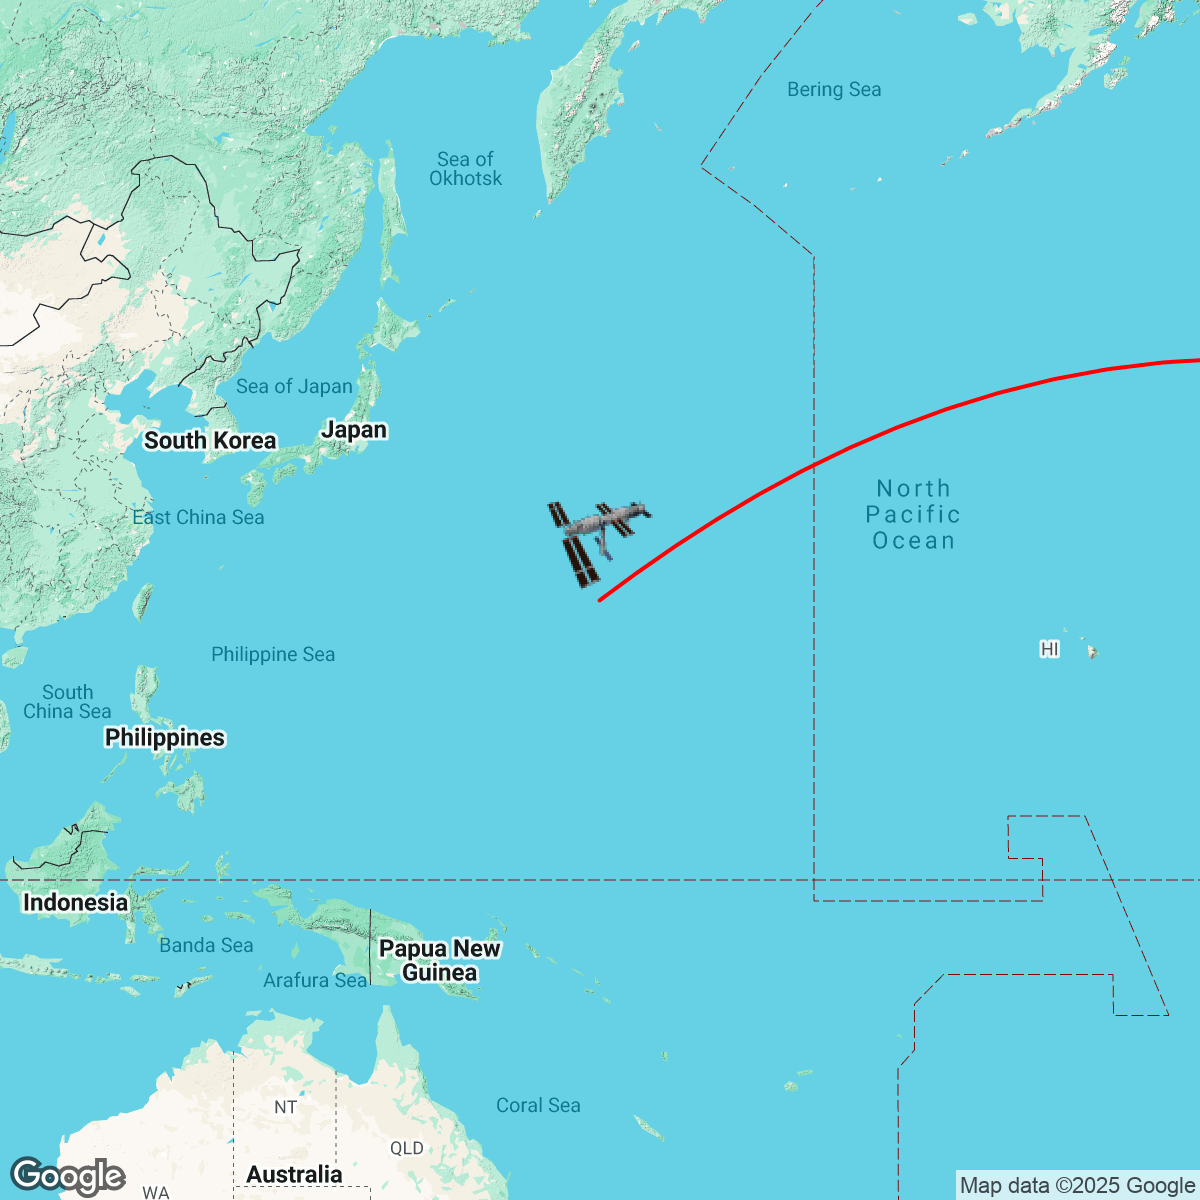 Bering Sea
Sea of
Okhotsk
Sea of Japan
Japan
South Korea
North
Pacific
Ocean
East China Sea
HI
Philippine Sea
South
China Sea
Philippines
Indonesia
Banda Sea
Papua New
Guinea
Arafura Sea
NT
Coral Sea
QLD
Australia
WA
Google
Map data ©2025 Google